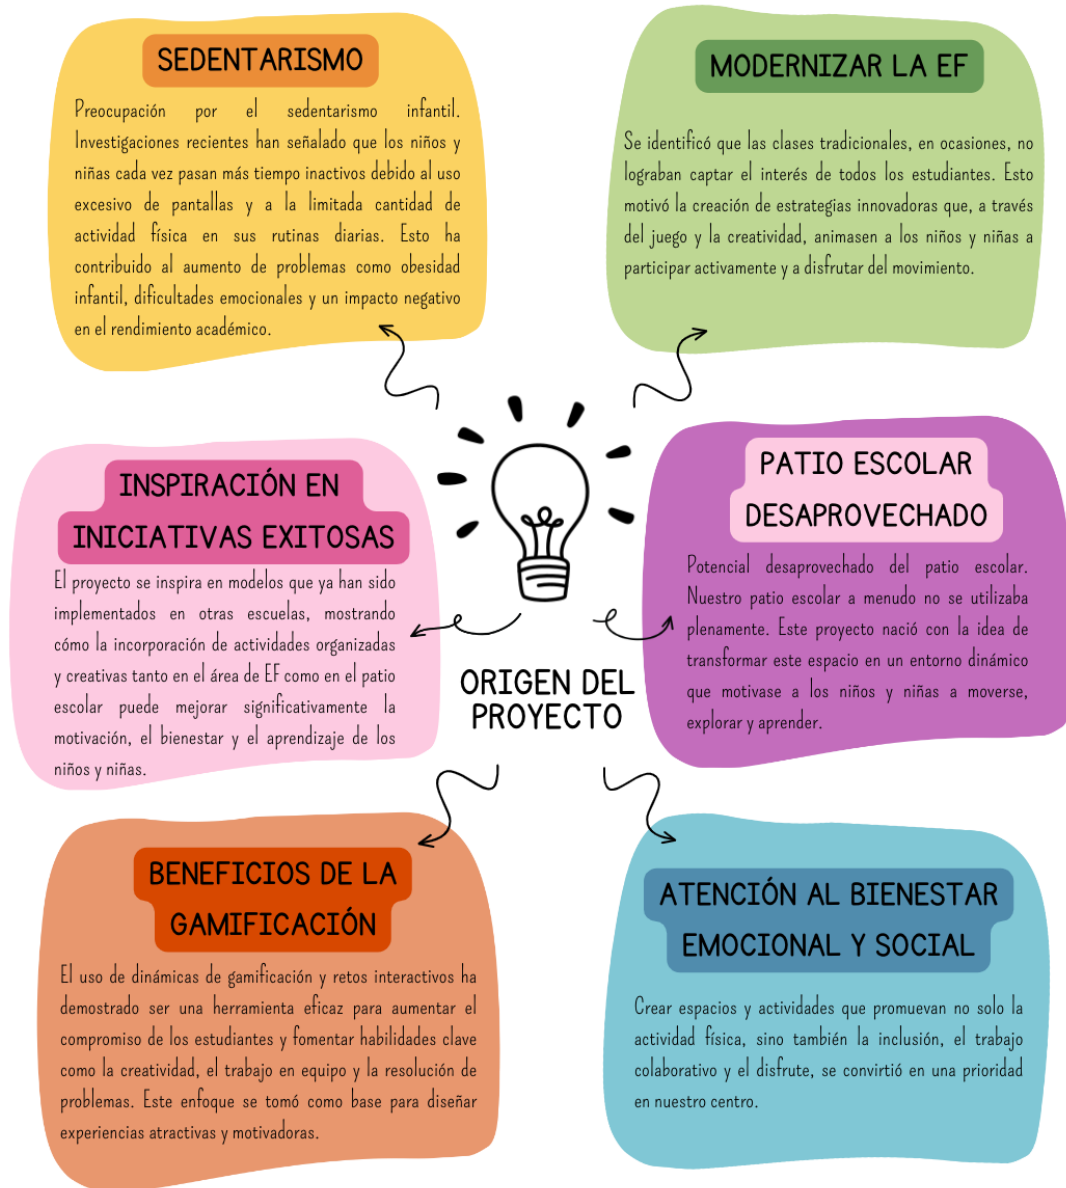 SEDENTARISMO
Preocupación por el sedentarismo infantil.
Investigaciones recientes han señalado que los niños y
niñas cada vez pasan más tiempo inactivos debido al uso
excesivo de pantallas y a la limitada cantidad de
actividad física en sus rutinas diarias. Esto ha
contribuido al aumento de problemas como obesidad
infantil, dificultades emocionales y un impacto negativo
en el rendimiento académico.
MODERNIZAR LA EF
Se identificó que las clases tradicionales, en ocasiones, no
lograban captar el interés de todos los estudiantes. Esto
motivó la creación de estrategias innovadoras que, a través
del juego y la creatividad, animasen a los niños y niñas a
participar activamente y a disfrutar del movimiento.
INSPIRACIÓN EN
INICIATIVAS EXITOSAS
El proyecto se inspira en modelos que ya han sido
implementados en otras escuelas, mostrando
cómo la incorporación de actividades organizadas
y creativas tanto en el área de EF como en el patio
escolar puede mejorar significativamente la
motivación, el bienestar y el aprendizaje de los
niños y niñas.
PATIO ESCOLAR
DESAPROVECHADO
Potencial desaprovechado del patio escolar.
Nuestro patio escolar a menudo no se utilizaba
plenamente. Este proyecto nació con la idea de
transformar este espacio en un entorno dinámico
que motivase a los niños y niñas a moverse,
explorar y aprender.
ORIGEN DEL
PROYECTO
BENEFICIOS DE LA
GAMIFICACIÓN
El uso de dinámicas de gamificación y retos interactivos ha
demostrado ser una herramienta eficaz para aumentar el
compromiso de los estudiantes y fomentar habilidades clave
como la creatividad, el trabajo en equipo y la resolución de
problemas. Este enfoque se tomó como base para diseñar
experiencias atractivas y motivadoras.
ATENCIÓN AL BIENESTAR
EMOCIONAL Y SOCIAL
Crear espacios y actividades que promuevan no solo la
actividad física, sino también la inclusión, el trabajo
colaborativo y el disfrute, se convirtió en una prioridad
en nuestro centro.